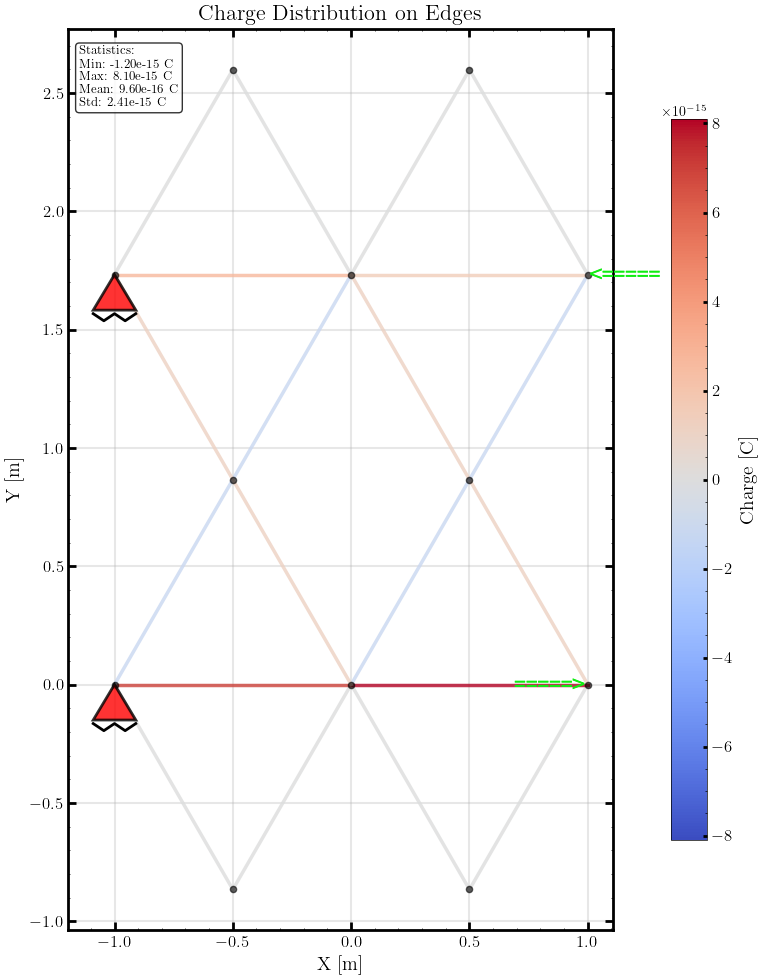 Charge Distribution on Edges
Statistics:
Min: -1.20e-15 C
Max: 8.10e-15 C
Mean: 9.60e-16 C
Std: 2.41e-15 C
2.5
2.0
1.5
1.0
0.5
0.0
−0.5
−1.0
Y [m]
−1.0 −0.5 0.0 0.5 1.0
X [m]
×10⁻¹⁵
8
6
4
2
0
−2
−4
−6
−8
Charge [C]